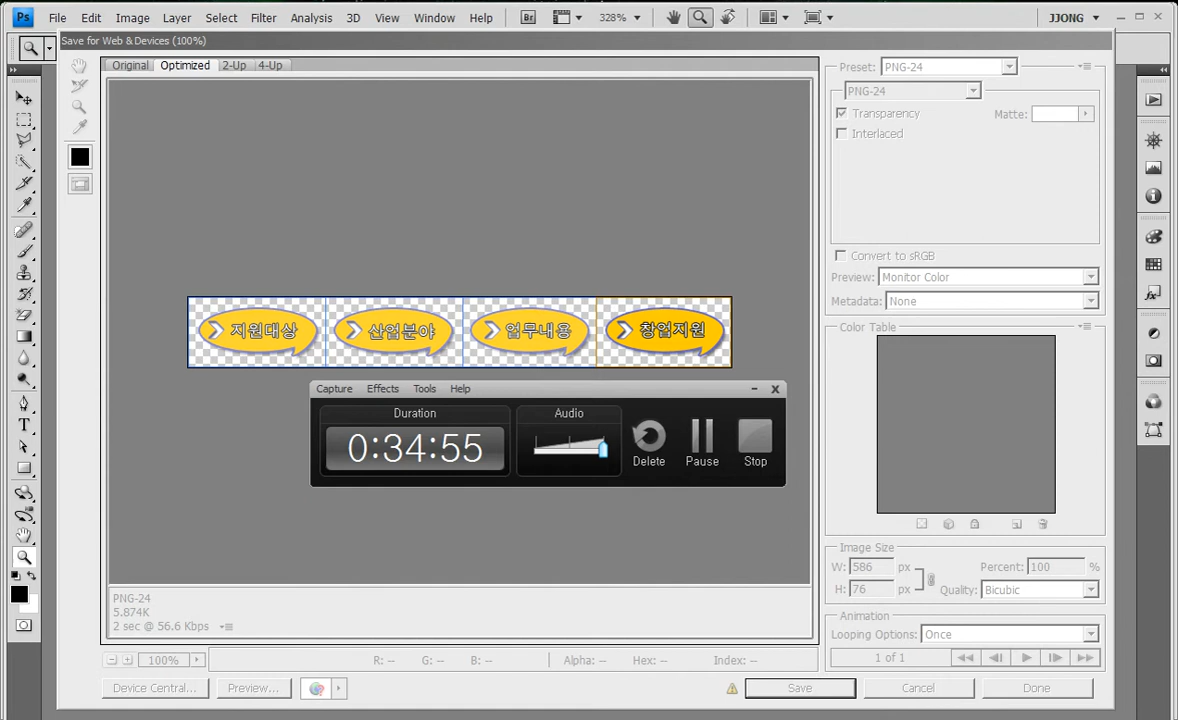 Ps File Edit Image Layer Select Filter Analysis 3D View Window Help Br 328% JJONG
Save for Web & Devices (100%)
Original Optimized 2-Up 4-Up
Preset: PNG-24
PNG-24
Transparency Matte:
Interlaced
Convert to sRGB
Preview: Monitor Color
Metadata: None
Color Table
지원대상 산업분야 업무내용 창업지원
Capture Effects Tools Help
Duration Audio
0:34:55
Delete Pause Stop
Image Size
W: 586 px Percent: 100 %
H: 76 px Quality: Bicubic
PNG-24
5.874K
2 sec @ 56.6 Kbps
Animation
Looping Options: Once
1 of 1
100% R: -- G: -- B: -- Alpha: -- Hex: -- Index: --
Device Central... Preview... Save Cancel Done